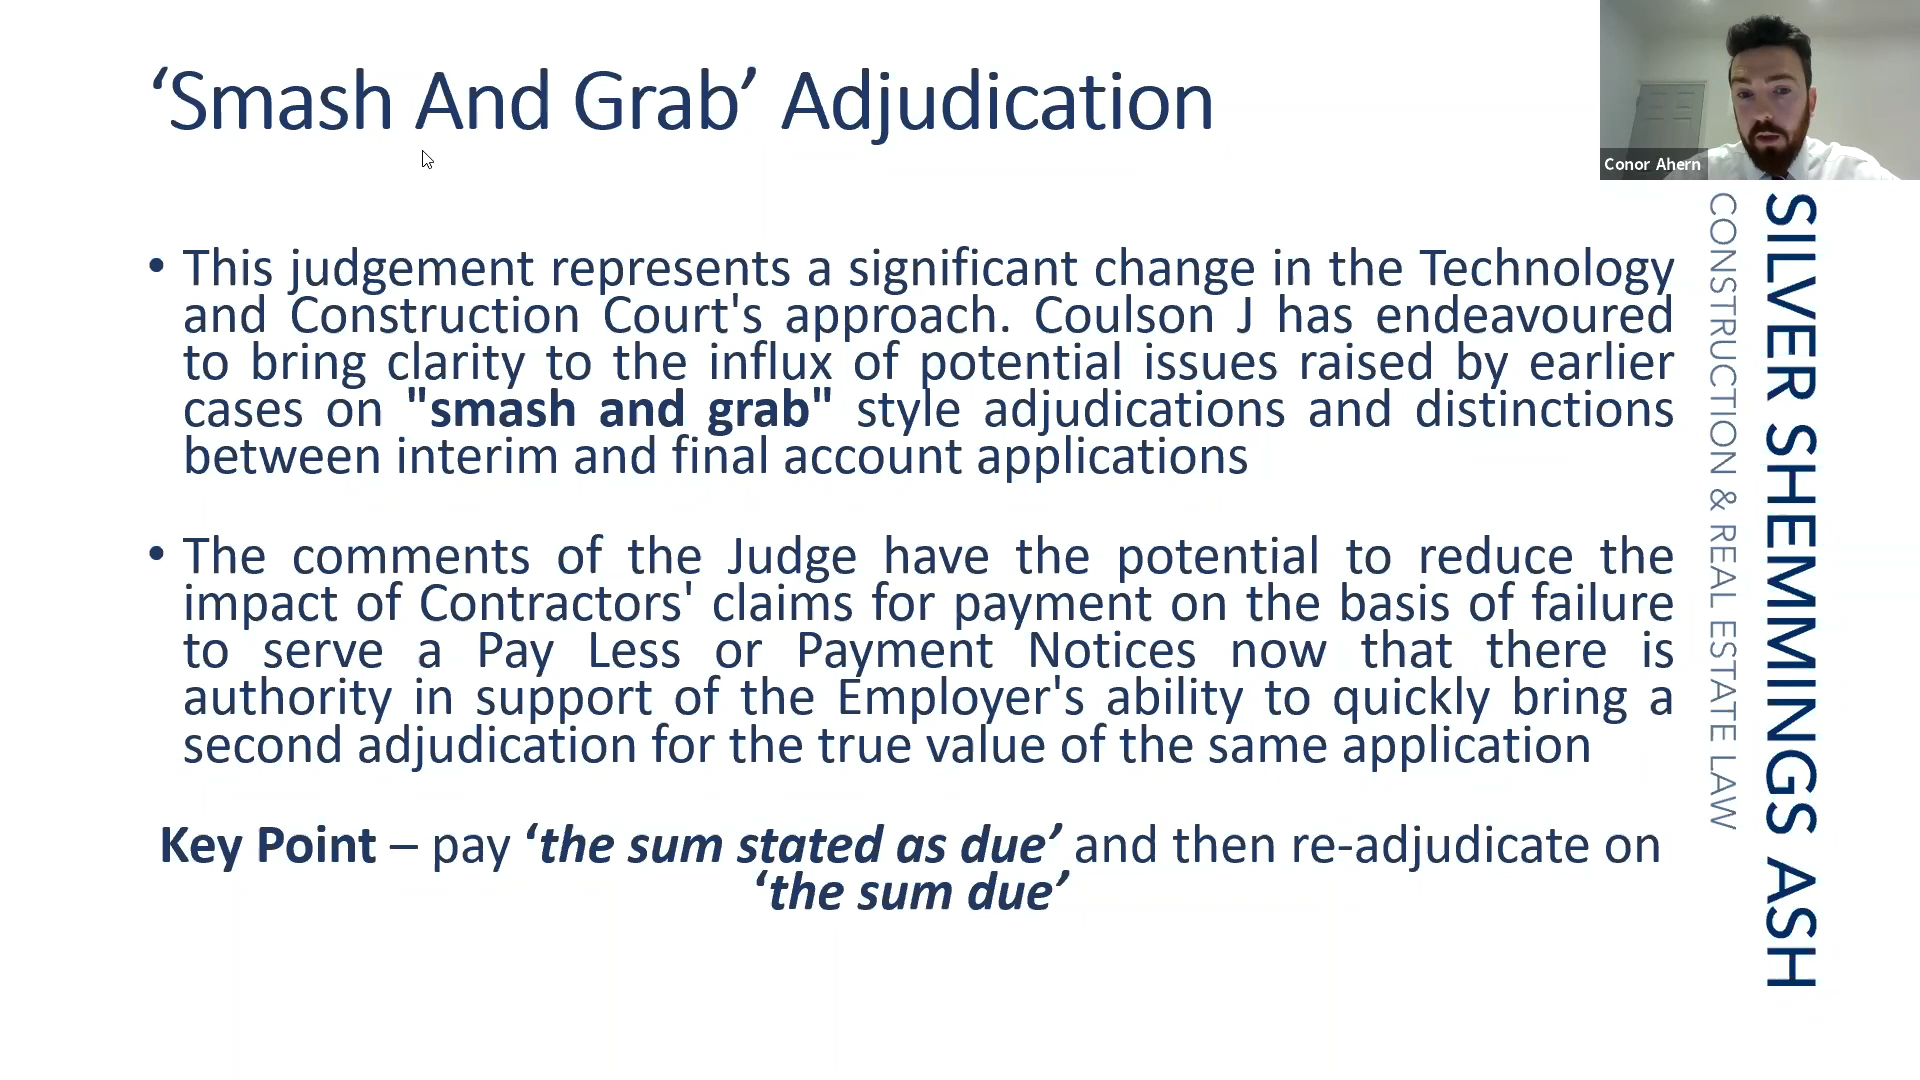 ‘Smash And Grab’ Adjudication
Conor Ahern
• This judgement represents a significant change in the Technology
and Construction Court's approach. Coulson J has endeavoured
to bring clarity to the influx of potential issues raised by earlier
cases on "smash and grab" style adjudications and distinctions
between interim and final account applications
• The comments of the Judge have the potential to reduce the
impact of Contractors' claims for payment on the basis of failure
to serve a Pay Less or Payment Notices now that there is
authority in support of the Employer's ability to quickly bring a
second adjudication for the true value of the same application
Key Point – pay ‘the sum stated as due’ and then re-adjudicate on
‘the sum due’
SILVER SHEMMINGS ASH
CONSTRUCTION & REAL ESTATE LAW